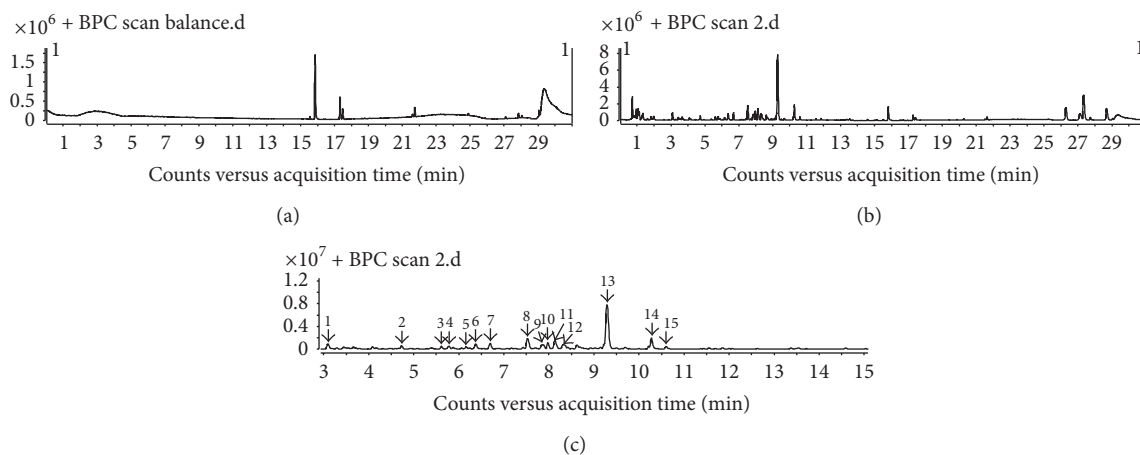 ×10⁶ + BPC scan balance.d
1 1
1.5
1
0.5
0
1 3 5 7 9 11 13 15 17 19 21 23 25 27 29
Counts versus acquisition time (min)
(a)
×10⁶ + BPC scan 2.d
1 1
8
6
4
2
0
1 3 5 7 9 11 13 15 17 19 21 23 25 27 29
Counts versus acquisition time (min)
(b)
×10⁷ + BPC scan 2.d
1.2
0.8
0.4
0
1 2 3 4 5 6 7 8 9 10 11 12 13 14 15
3 4 5 6 7 8 9 10 11 12 13 14 15
Counts versus acquisition time (min)
(c)